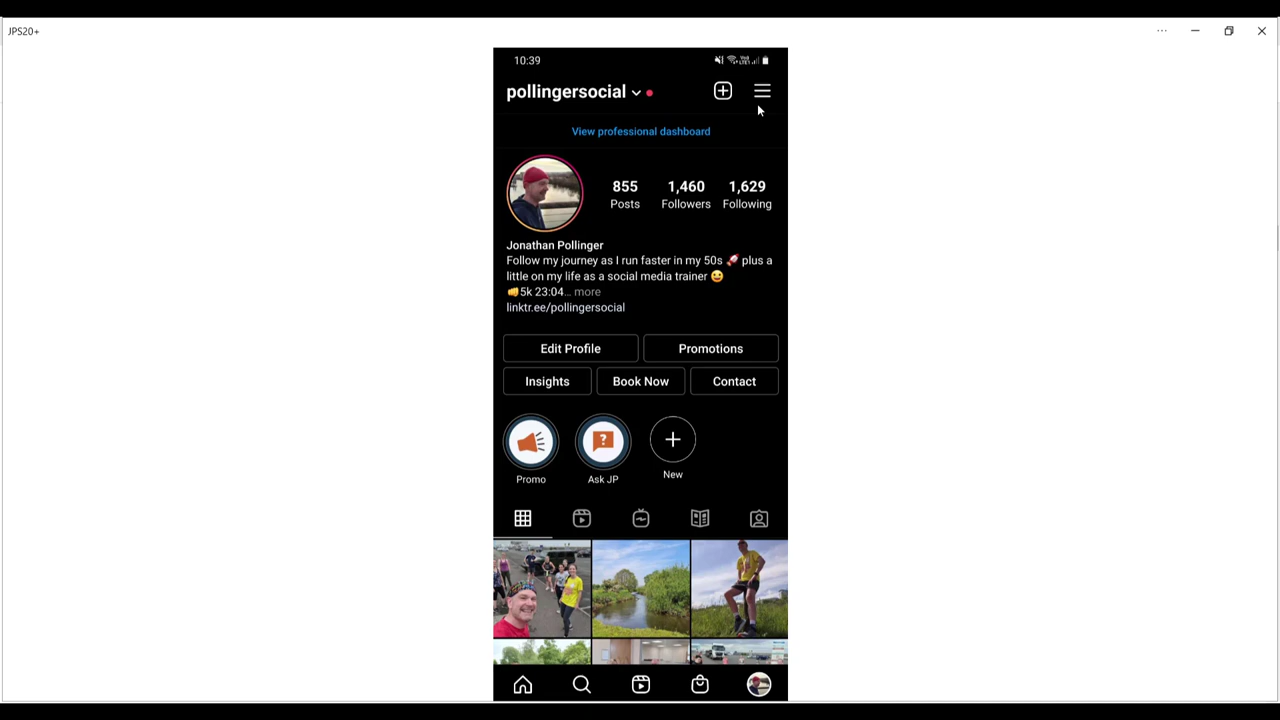 JPS20+
10:39
pollingersocial
View professional dashboard
855 1,460 1,629
Posts Followers Following
Jonathan Pollinger
Follow my journey as I run faster in my 50s 🚀 plus a
little on my life as a social media trainer 😀
👊5k 23:04... more
linktr.ee/pollingersocial
Edit Profile Promotions
Insights Book Now Contact
Promo Ask JP New